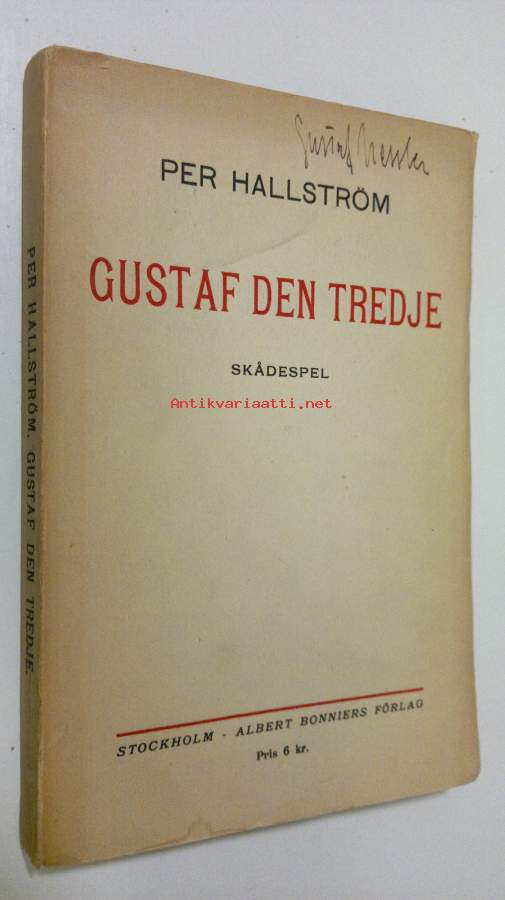 Gustaf
PER HALLSTRÖM
GUSTAF DEN TREDJE
SKÅDESPEL
Antikvariaatti.net
STOCKHOLM - ALBERT BONNIERS FÖRLAG
Pris 6 kr.
PER HALLSTRÖM, GUSTAF DEN TREDJE